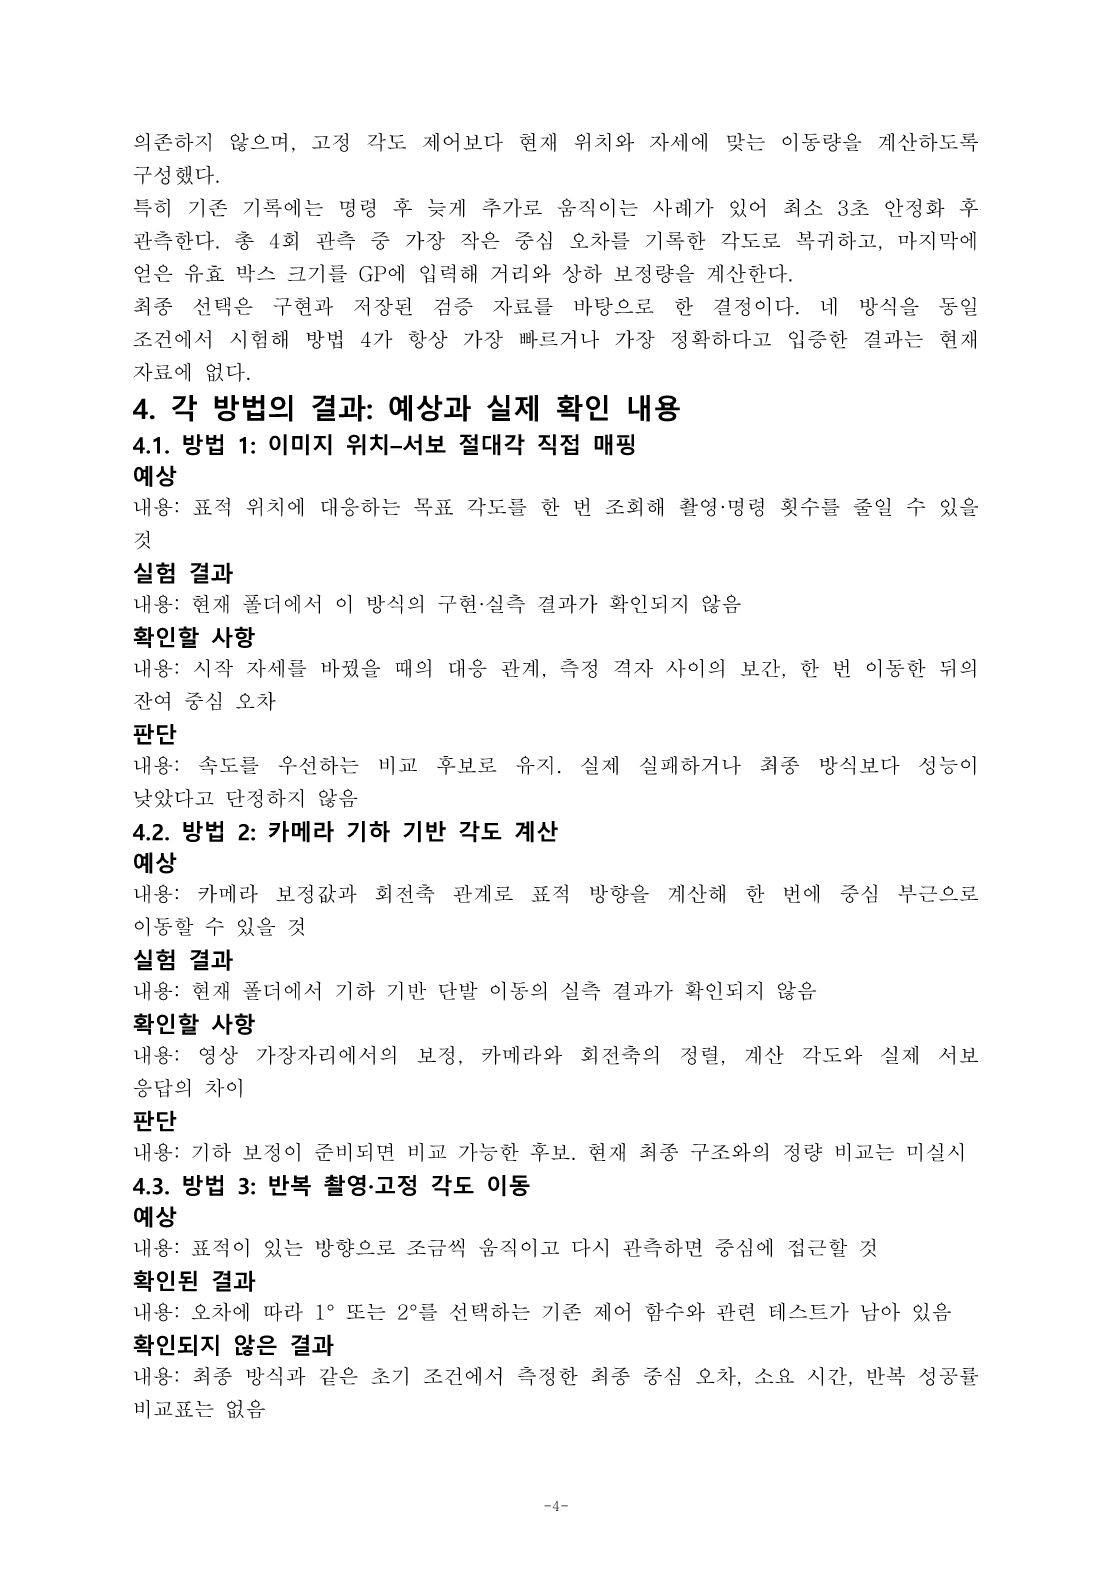 의존하지 않으며, 고정 각도 제어보다 현재 위치와 자세에 맞는 이동량을 계산하도록
구성했다.
특히 기존 기록에는 명령 후 늦게 추가로 움직이는 사례가 있어 최소 3초 안정화 후
관측한다. 총 4회 관측 중 가장 작은 중심 오차를 기록한 각도로 복귀하고, 마지막에
얻은 유효 박스 크기를 GP에 입력해 거리와 상하 보정량을 계산한다.
최종 선택은 구현과 저장된 검증 자료를 바탕으로 한 결정이다. 네 방식을 동일
조건에서 시험해 방법 4가 항상 가장 빠르거나 가장 정확하다고 입증한 결과는 현재
자료에 없다.
4. 각 방법의 결과: 예상과 실제 확인 내용
4.1. 방법 1: 이미지 위치–서보 절대각 직접 매핑
예상
내용: 표적 위치에 대응하는 목표 각도를 한 번 조회해 촬영·명령 횟수를 줄일 수 있을
것
실험 결과
내용: 현재 폴더에서 이 방식의 구현·실측 결과가 확인되지 않음
확인할 사항
내용: 시작 자세를 바꿨을 때의 대응 관계, 측정 격자 사이의 보간, 한 번 이동한 뒤의
잔여 중심 오차
판단
내용: 속도를 우선하는 비교 후보로 유지. 실제 실패하거나 최종 방식보다 성능이
낮았다고 단정하지 않음
4.2. 방법 2: 카메라 기하 기반 각도 계산
예상
내용: 카메라 보정값과 회전축 관계로 표적 방향을 계산해 한 번에 중심 부근으로
이동할 수 있을 것
실험 결과
내용: 현재 폴더에서 기하 기반 단발 이동의 실측 결과가 확인되지 않음
확인할 사항
내용: 영상 가장자리에서의 보정, 카메라와 회전축의 정렬, 계산 각도와 실제 서보
응답의 차이
판단
내용: 기하 보정이 준비되면 비교 가능한 후보. 현재 최종 구조와의 정량 비교는 미실시
4.3. 방법 3: 반복 촬영·고정 각도 이동
예상
내용: 표적이 있는 방향으로 조금씩 움직이고 다시 관측하면 중심에 접근할 것
확인된 결과
내용: 오차에 따라 1° 또는 2°를 선택하는 기존 제어 함수와 관련 테스트가 남아 있음
확인되지 않은 결과
내용: 최종 방식과 같은 초기 조건에서 측정한 최종 중심 오차, 소요 시간, 반복 성공률
비교표는 없음
-4-